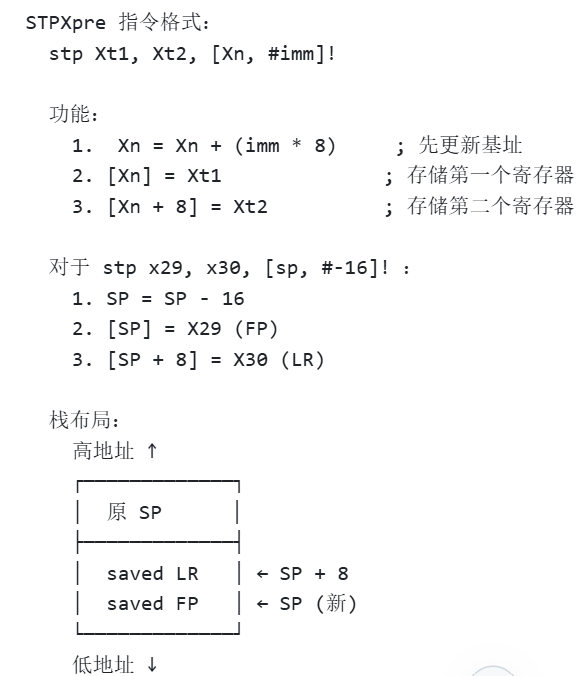 STPXpre 指令格式:
stp Xt1, Xt2, [Xn, #imm]!
功能:
1. Xn = Xn + (imm * 8) ; 先更新基址
2. [Xn] = Xt1 ; 存储第一个寄存器
3. [Xn + 8] = Xt2 ; 存储第二个寄存器
对于 stp x29, x30, [sp, #-16]! :
1. SP = SP - 16
2. [SP] = X29 (FP)
3. [SP + 8] = X30 (LR)
栈布局:
高地址 ↑
原 SP
saved LR ← SP + 8
saved FP ← SP (新)
低地址 ↓